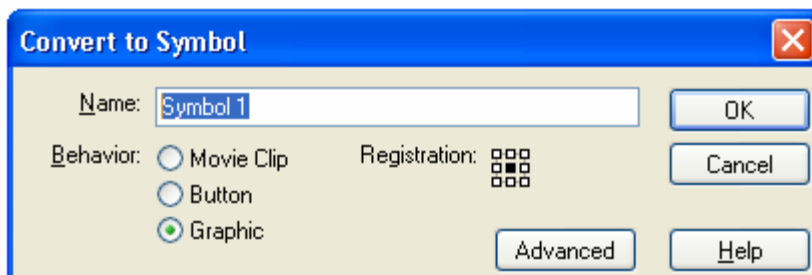 Convert to Symbol
Name: Symbol 1 OK
Behavior: Movie Clip Registration: Cancel
Button
Graphic
Advanced Help